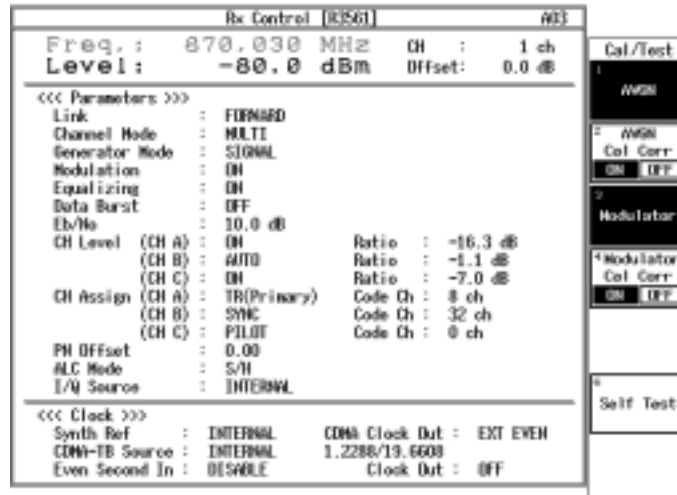 Rx Control [R3561] A03
Freq.: 870.030 MHz CH : 1 ch
Level: -80.0 dBm Offset: 0.0 dB
<<< Parameters >>>
Link : FORWARD
Channel Mode : MULTI
Generator Mode : SIGNAL
Modulation : ON
Equalizing : ON
Data Burst : OFF
Eb/No : 10.0 dB
CH Level (CH A) : ON Ratio : -16.3 dB
(CH B) : AUTO Ratio : -1.1 dB
(CH C) : ON Ratio : -7.0 dB
CH Assign (CH A) : TR(Primary) Code Ch : 8 ch
(CH B) : SYNC Code Ch : 32 ch
(CH C) : PILOT Code Ch : 0 ch
PN Offset : 0.00
ALC Mode : S/H
I/Q Source : INTERNAL
<<< Clock >>>
Synth Ref : INTERNAL CDMA Clock Out : EXT EVEN
CDMA-TB Source : INTERNAL 1.2288/19.6608
Even Second In : DISABLE Clock Out : OFF
Cal/Test
1
AWGN
2 AWGN
Cal Corr
ON OFF
3
Modulator
4 Modulator
Cal Corr
ON OFF
6
Self Test